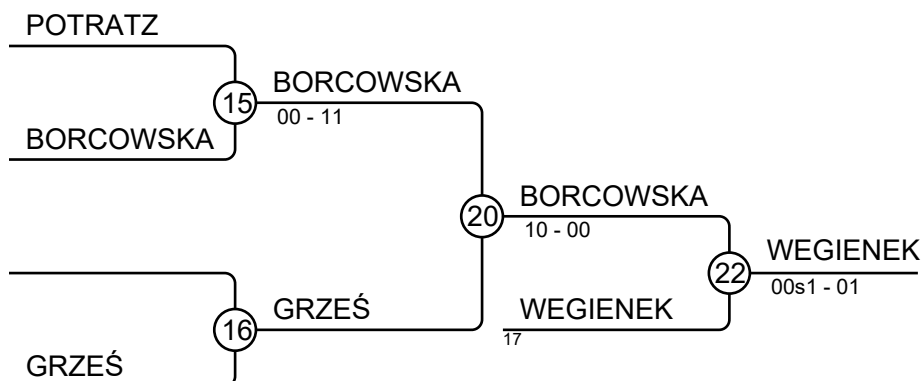 POTRATZ
15
BORCOWSKA
00 - 11
BORCOWSKA
20
BORCOWSKA
10 - 00
22
WEGIENEK
00s1 - 01
16
GRZEŚ
WEGIENEK
17
GRZEŚ